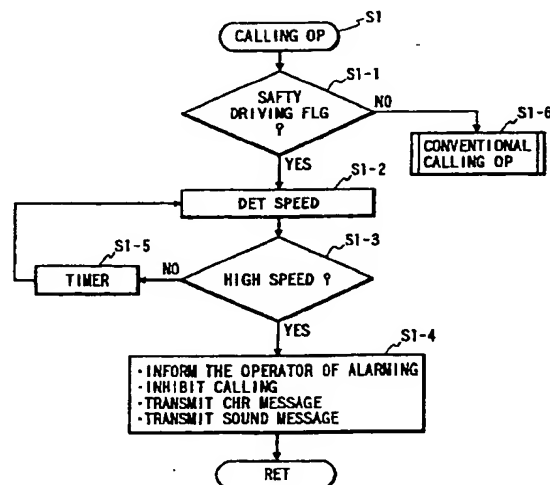 CALLING OP
S1
SAFTY
DRIVING FLG
?
S1-1
NO
S1-6
CONVENTIONAL
CALLING OP
YES
S1-2
DET SPEED
S1-5
TIMER
NO
S1-3
HIGH SPEED ?
YES
S1-4
·INFORM THE OPERATOR OF ALARMING
·INHIBIT CALLING
·TRANSMIT CHR MESSAGE
·TRANSMIT SOUND MESSAGE
RET